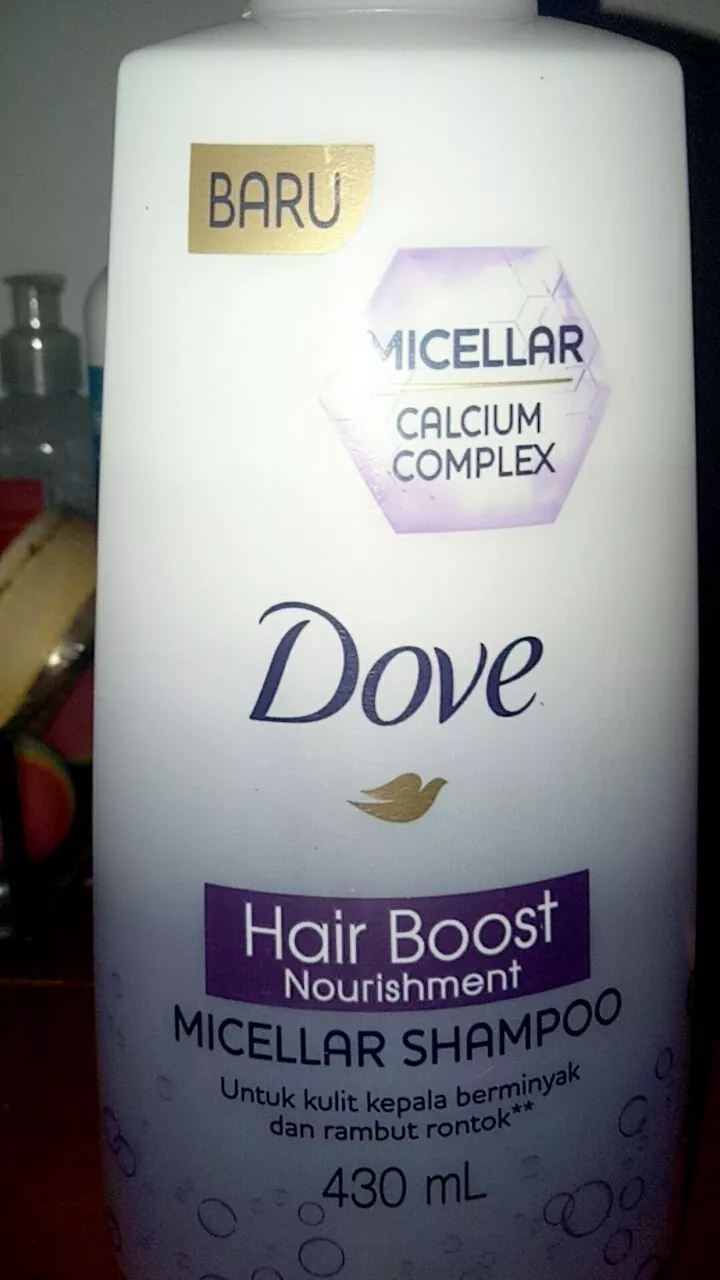 BARU
MICELLAR
CALCIUM
COMPLEX
Dove
Hair Boost
Nourishment
MICELLAR SHAMPOO
Untuk kulit kepala berminyak
dan rambut rontok**
430 mL